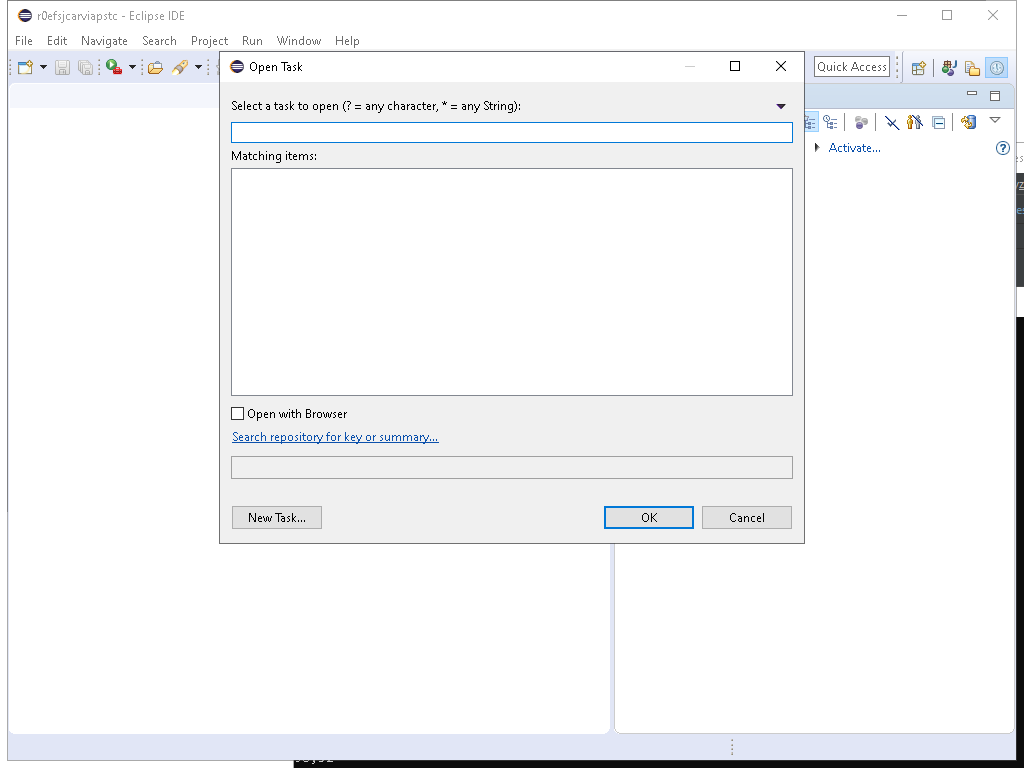 r0efsjcarviapstc - Eclipse IDE
File Edit Navigate Search Project Run Window Help
Open Task
Quick Access
Select a task to open (? = any character, * = any String):
Matching items:
Activate...
Open with Browser
Search repository for key or summary...
New Task...
OK
Cancel